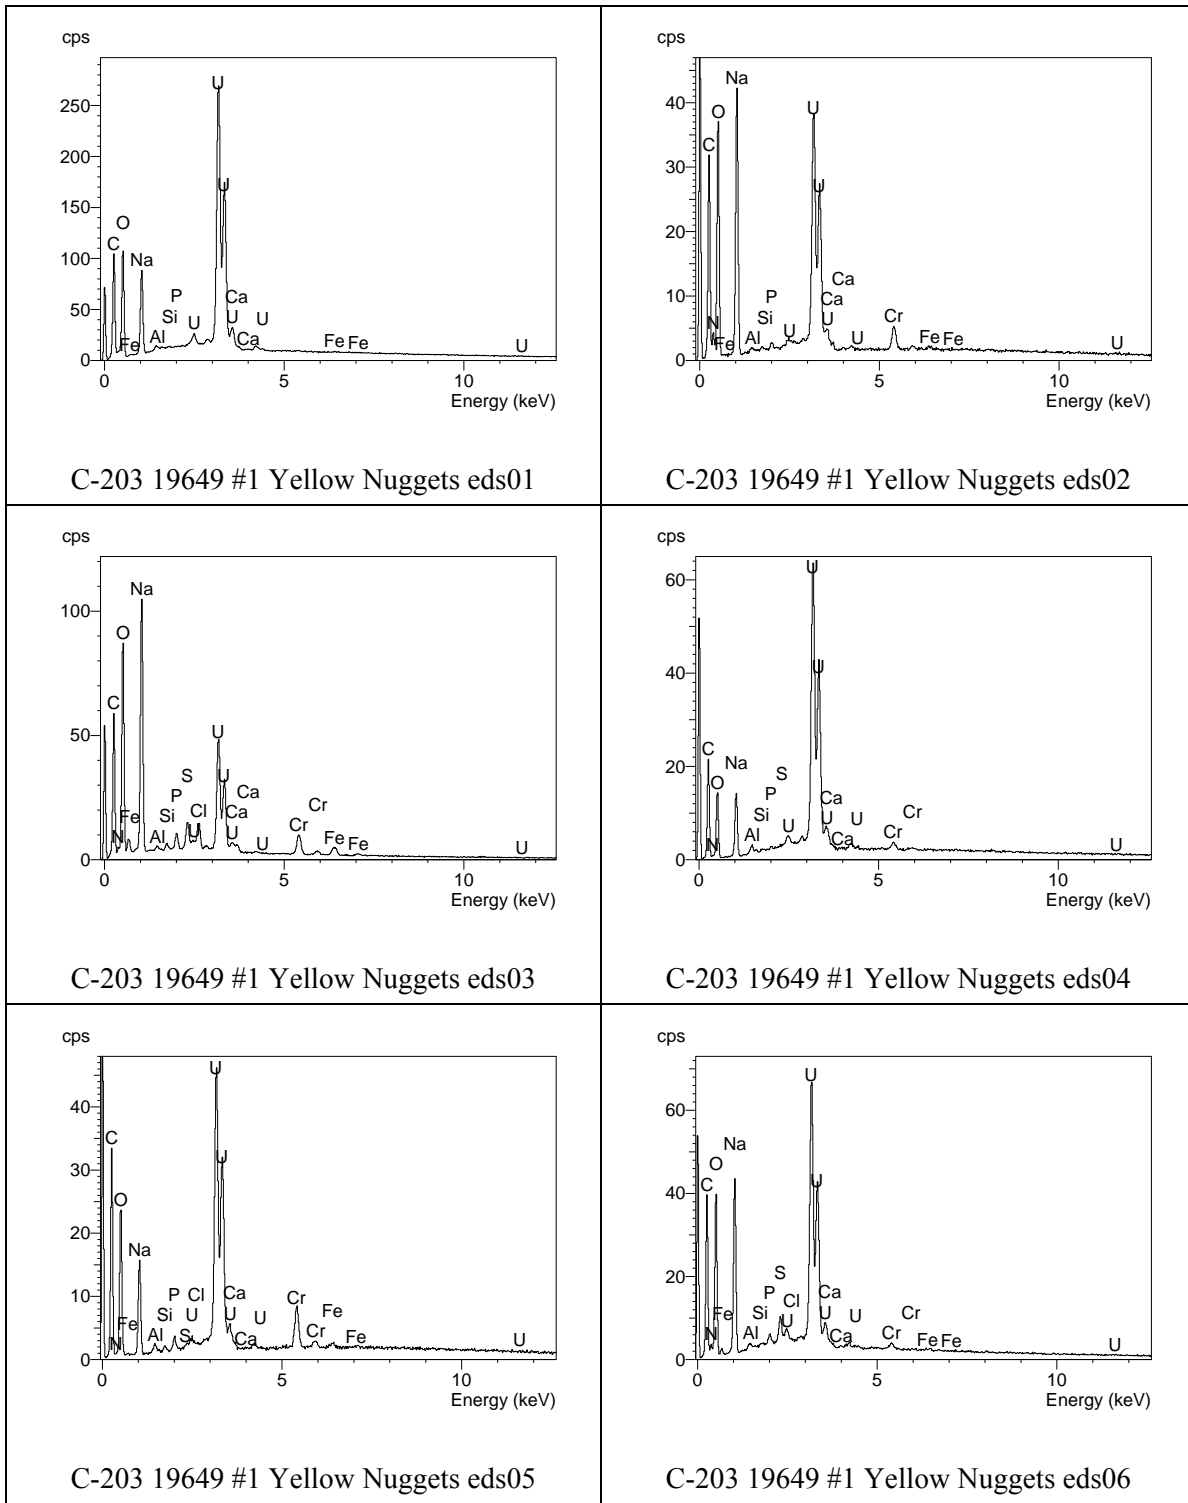 cps
250
200
150
100
50
0
U
U
O
C
Na
P
Si
Al
Fe
U
Ca
U
Ca
U
Fe Fe
U
0 5 10
Energy (keV)
C-203 19649 #1 Yellow Nuggets eds01
cps
40
30
20
10
0
Na
O
C
U
U
N
Fe
P
Si
Al
U
Ca
Ca
U
U
Cr
Fe Fe
U
0 5 10
Energy (keV)
C-203 19649 #1 Yellow Nuggets eds02
cps
100
50
0
Na
O
C
U
U
S
P
Fe
Si
Cl
N
Al
U
Ca
Ca
U
U
Cr
Cr
Fe Fe
U
0 5 10
Energy (keV)
C-203 19649 #1 Yellow Nuggets eds03
cps
60
40
20
0
U
U
C
O
Na
S
P
Si
N
Al
U
Ca
U
Ca
U
Cr
Cr
U
0 5 10
Energy (keV)
C-203 19649 #1 Yellow Nuggets eds04
cps
40
30
20
10
0
U
U
C
O
Na
P Cl
Fe
Si U
N
Al
S
Ca
U
Ca
U
Cr
Cr
Fe
Fe
U
0 5 10
Energy (keV)
C-203 19649 #1 Yellow Nuggets eds05
cps
60
40
20
0
U
U
Na
O
C
S
P
Cl
Fe
Si
N
Al
U
Ca
U
Ca
U
Cr
Cr
Fe Fe
U
0 5 10
Energy (keV)
C-203 19649 #1 Yellow Nuggets eds06